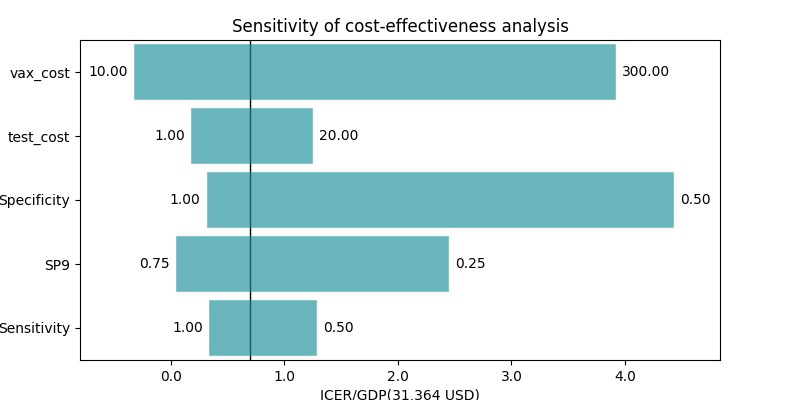 Sensitivity of cost-effectiveness analysis
vax_cost 10.00 300.00
test_cost 1.00 20.00
Specificity 1.00 0.50
SP9 0.75 0.25
Sensitivity 1.00 0.50
0.0 1.0 2.0 3.0 4.0
ICER/GDP(31,364 USD)